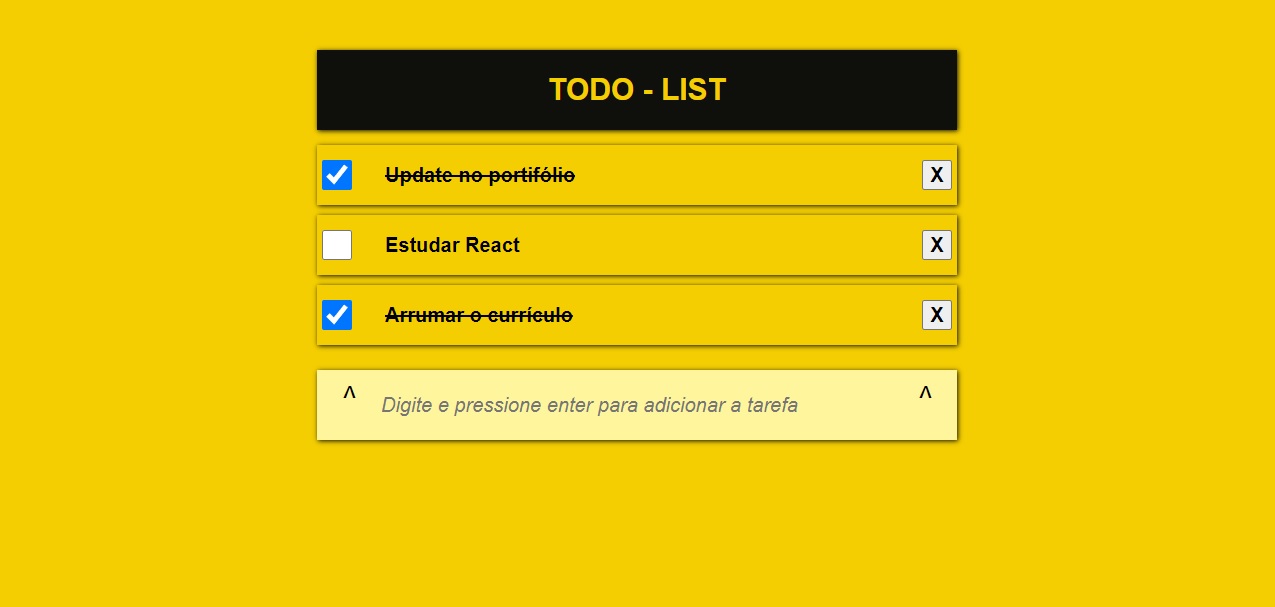 TODO - LIST
Update no portifólio X
Estudar React X
Arrumar o currículo X
^ Digite e pressione enter para adicionar a tarefa ^